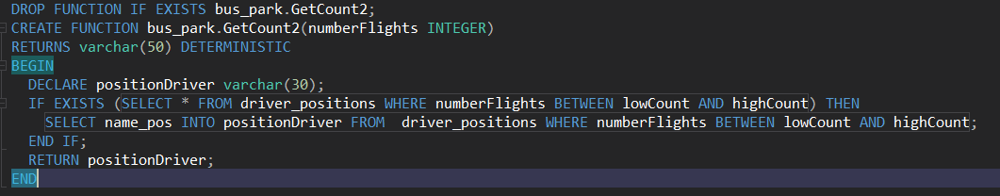 DROP FUNCTION IF EXISTS bus_park.GetCount2;
CREATE FUNCTION bus_park.GetCount2(numberFlights INTEGER)
RETURNS varchar(50) DETERMINISTIC
BEGIN
  DECLARE positionDriver varchar(30);
  IF EXISTS (SELECT * FROM driver_positions WHERE numberFlights BETWEEN lowCount AND highCount) THEN
    SELECT name_pos INTO positionDriver FROM  driver_positions WHERE numberFlights BETWEEN lowCount AND highCount;
  END IF;
  RETURN positionDriver;
END